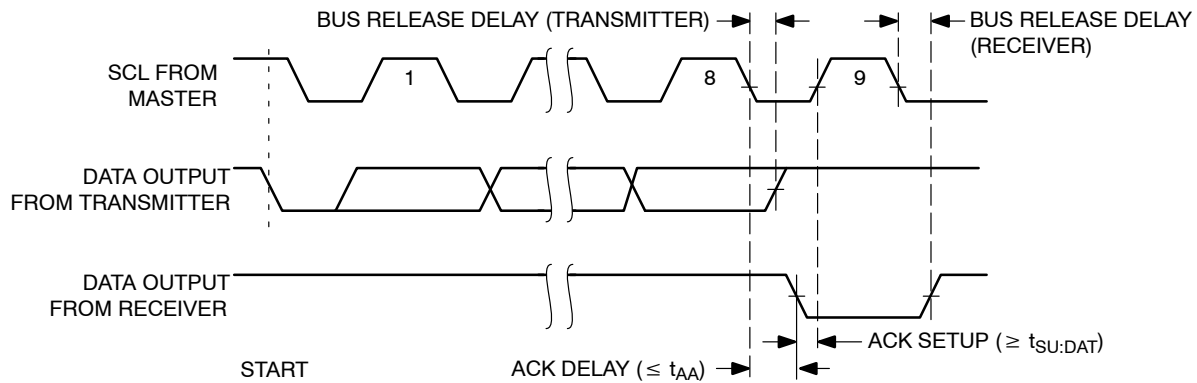 BUS RELEASE DELAY (TRANSMITTER)
BUS RELEASE DELAY
(RECEIVER)
SCL FROM
MASTER
1
8
9
DATA OUTPUT
FROM TRANSMITTER
DATA OUTPUT
FROM RECEIVER
ACK SETUP (≥ tSU:DAT)
START
ACK DELAY (≤ tAA)